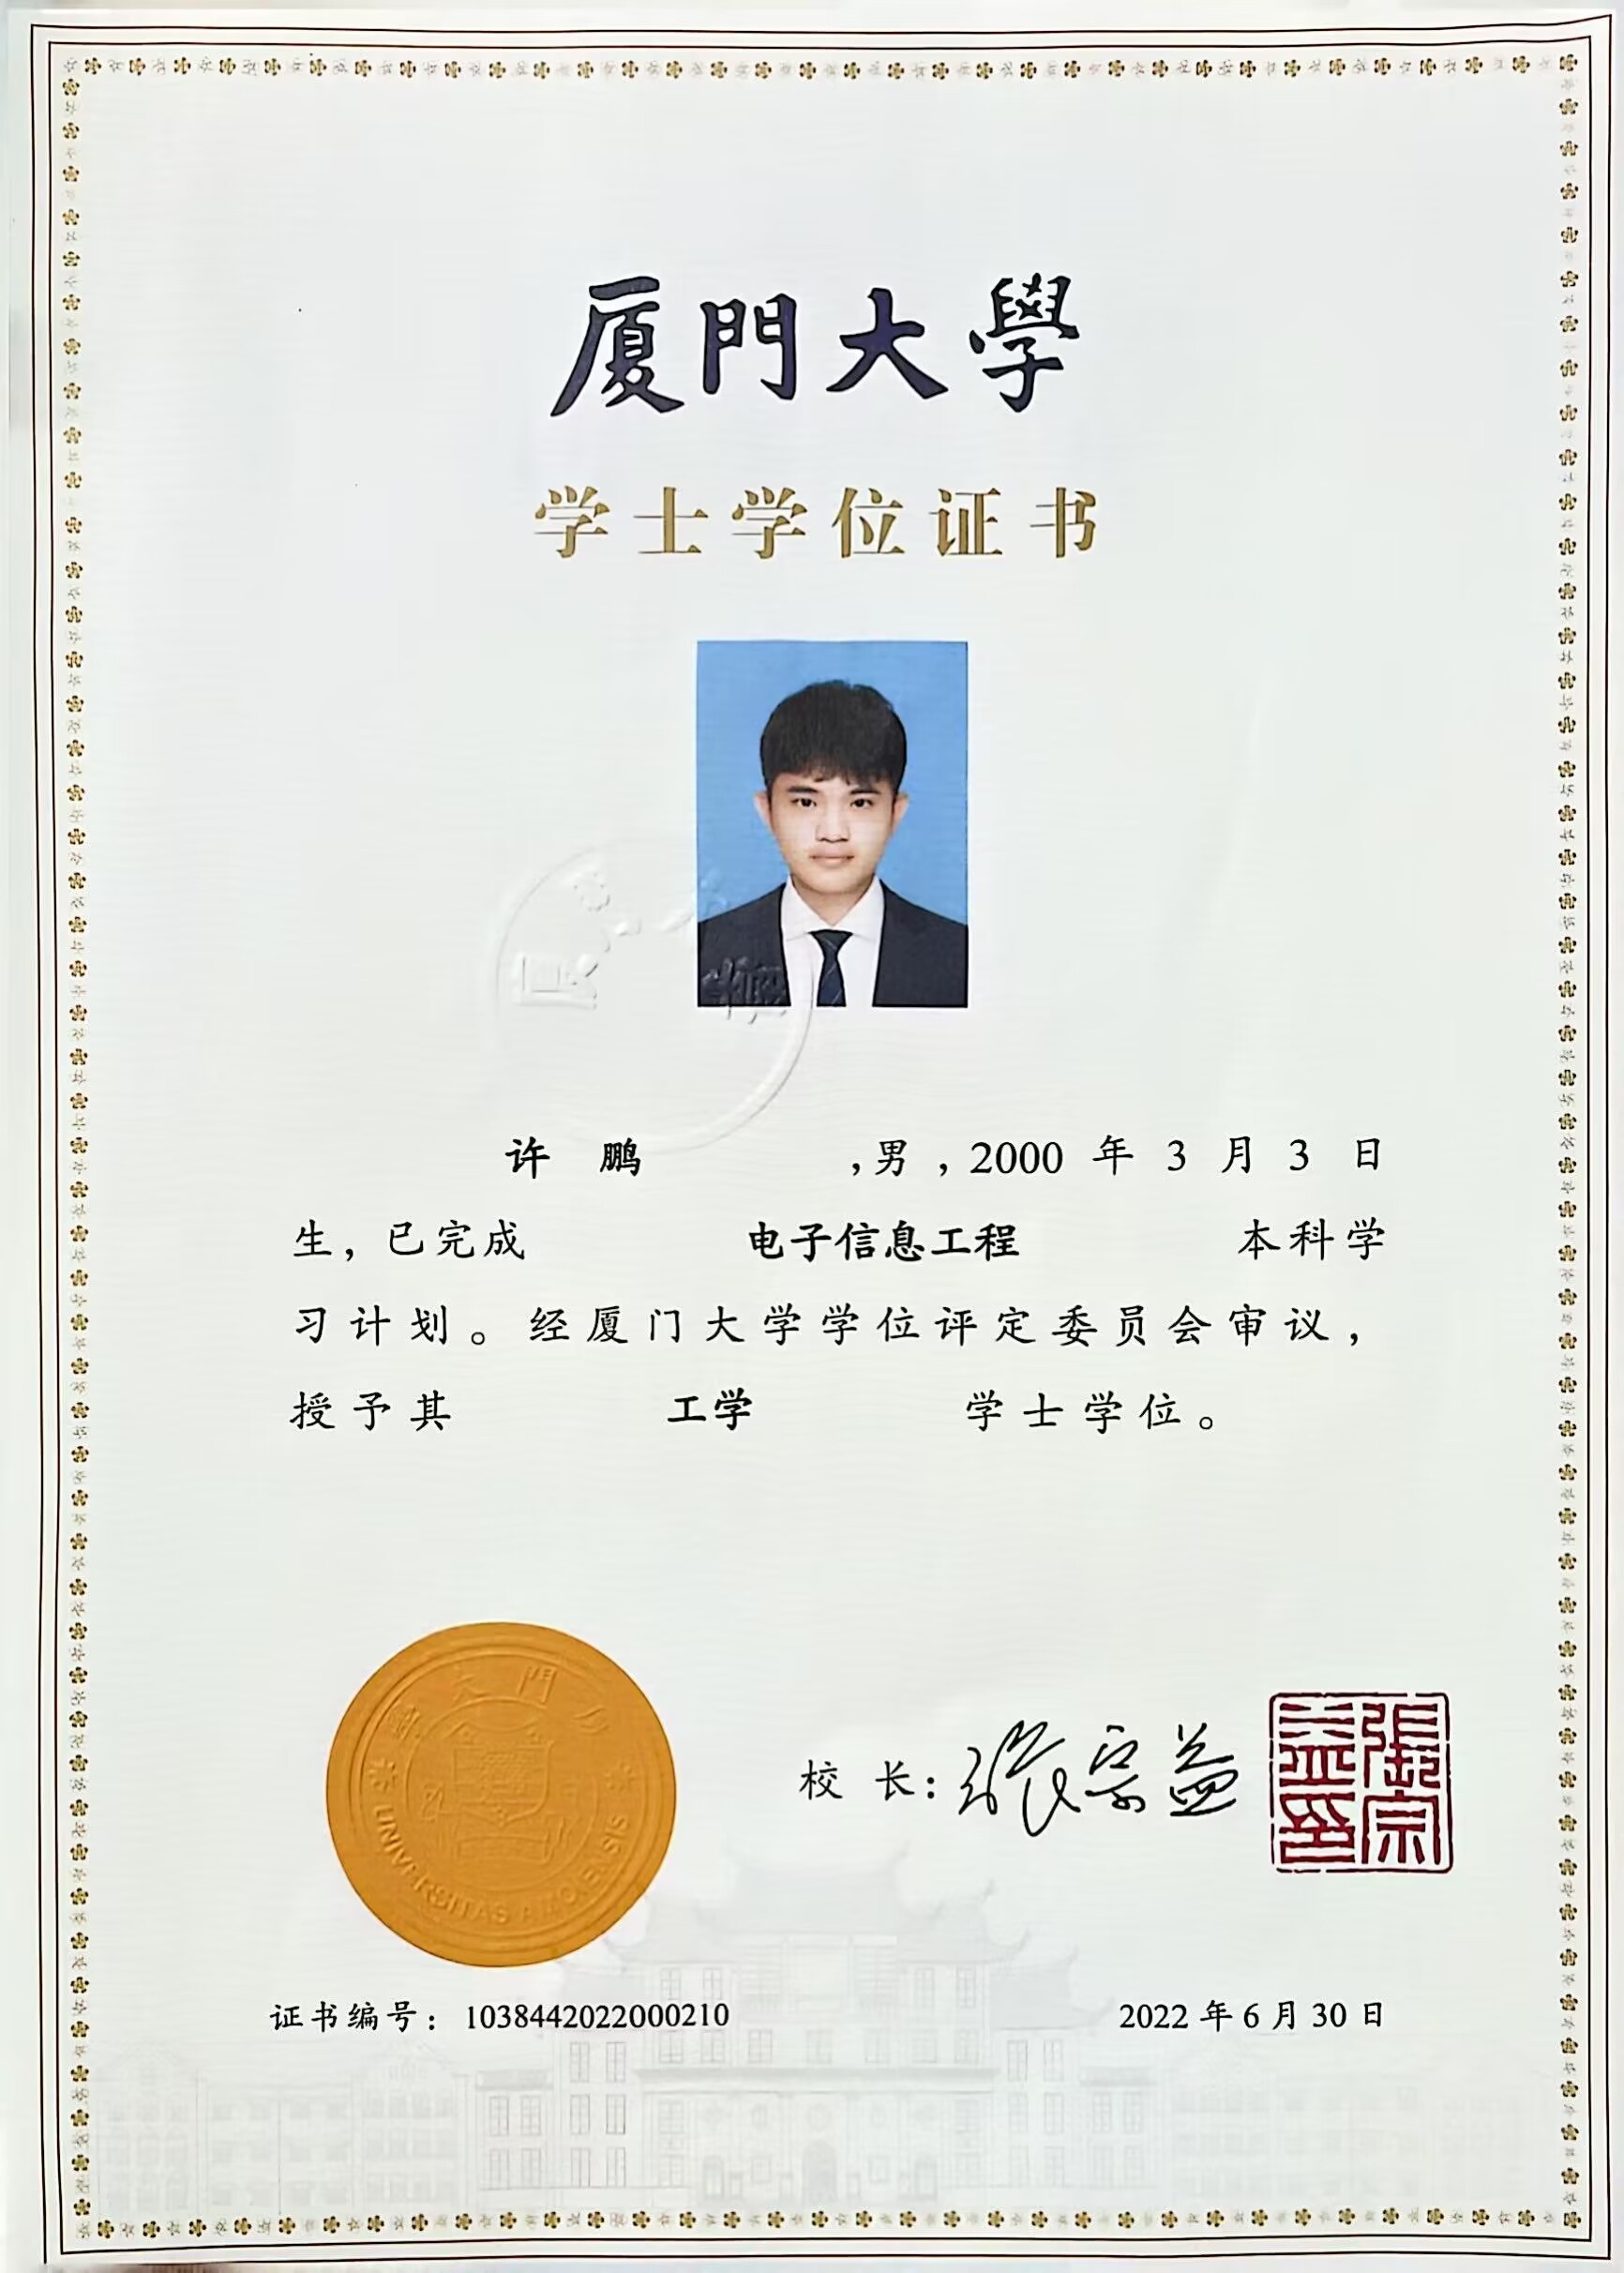 厦門大學
学士学位证书
许 鹏 ,男 ,2000 年 3 月 3 日
生, 已完成 电子信息工程 本科学
习计划。经厦门大学学位评定委员会审议,
授予其 工学 学士学位。
門大
UNIVERSITAS AMOIENSIS
校 长: 张宗益
張宗益印
证书编号: 1038442022000210
2022 年 6 月 30 日